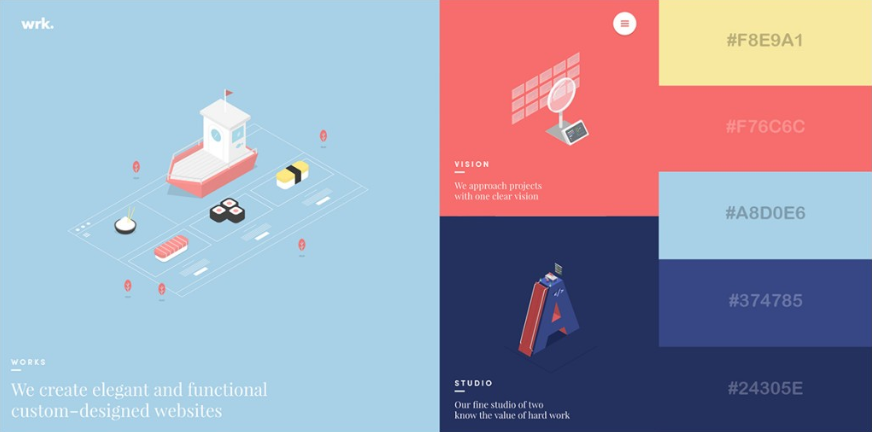 wrk.
WORKS
We create elegant and functional
custom-designed websites
VISION
We approach projects
with one clear vision
STUDIO
Our fine studio of two
know the value of hard work
#F8E9A1
#F76C6C
#A8D0E6
#374785
#24305E